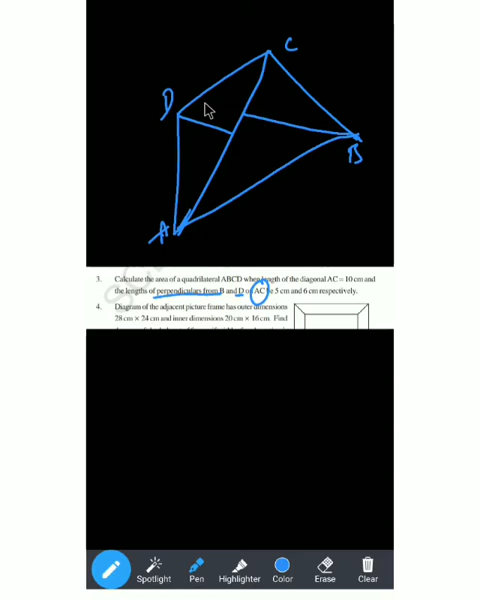 C
D
B
A
3. Calculate the area of a quadrilateral ABCD when length of the diagonal AC = 10 cm and
the lengths of perpendiculars from B and D on AC be 5 cm and 6 cm respectively.
4. Diagram of the adjacent picture frame has outer dimensions
28 cm × 24 cm and inner dimensions 20 cm × 16 cm. Find
Spotlight Pen Highlighter Color Erase Clear